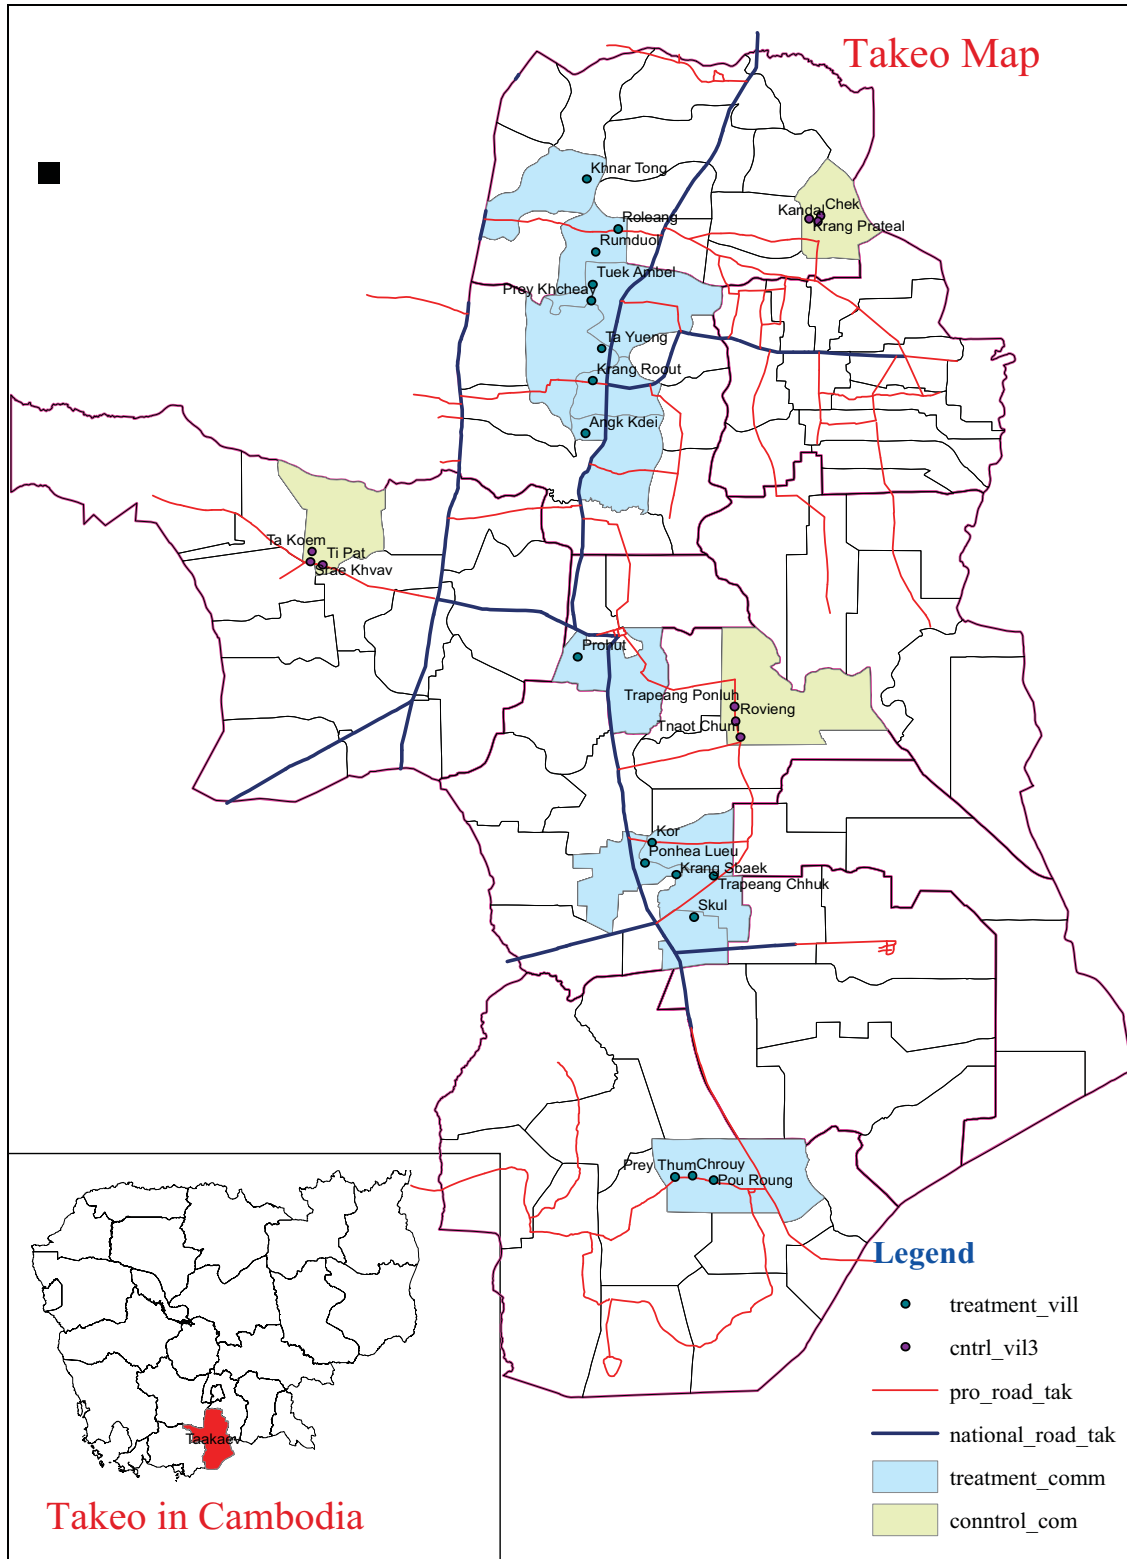 Takeo Map
Khnar Tong
Roleang
Rumduol
Tuek Ambel
Prey Khcheay
Ta Yueng
Krang Roout
Angk Kdei
Kandal
Chek
Krang Prateal
Ta Koem
Ti Pat
Srae Khvav
Prohut
Trapeang Ponluh
Rovieng
Tnaot Chum
Kor
Ponhea Lueu
Krang Sbaek
Trapeang Chhuk
Skul
Prey Thum
Chrouy
Pou Roung
Legend
treatment_vill
cntrl_vil3
pro_road_tak
national_road_tak
treatment_comm
conntrol_com
Taakaev
Takeo in Cambodia